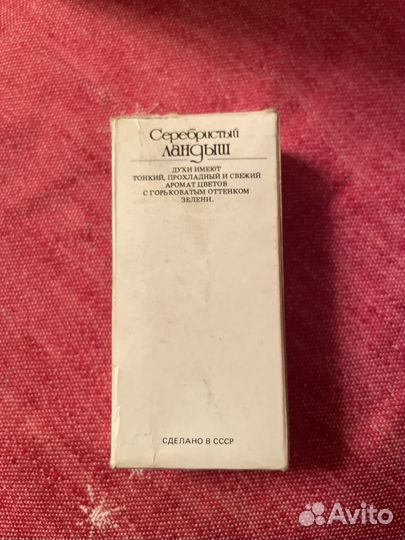 Серебристый
ландыш
ДУХИ ИМЕЮТ
ТОНКИЙ, ПРОХЛАДНЫЙ И СВЕЖИЙ
АРОМАТ ЦВЕТОВ
С ГОРЬКОВАТЫМ ОТТЕНКОМ
ЗЕЛЕНИ.
СДЕЛАНО В СССР
Avito